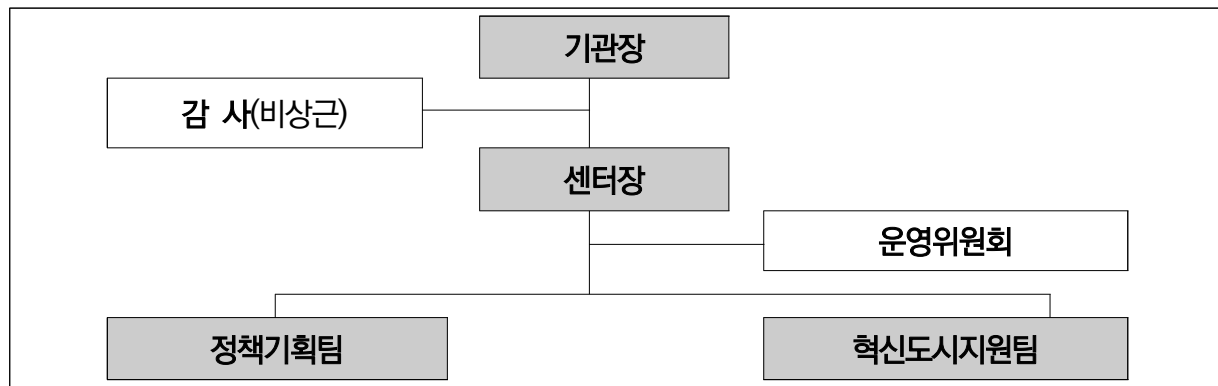 기관장
감 사(비상근)
센터장
운영위원회
정책기획팀
혁신도시지원팀